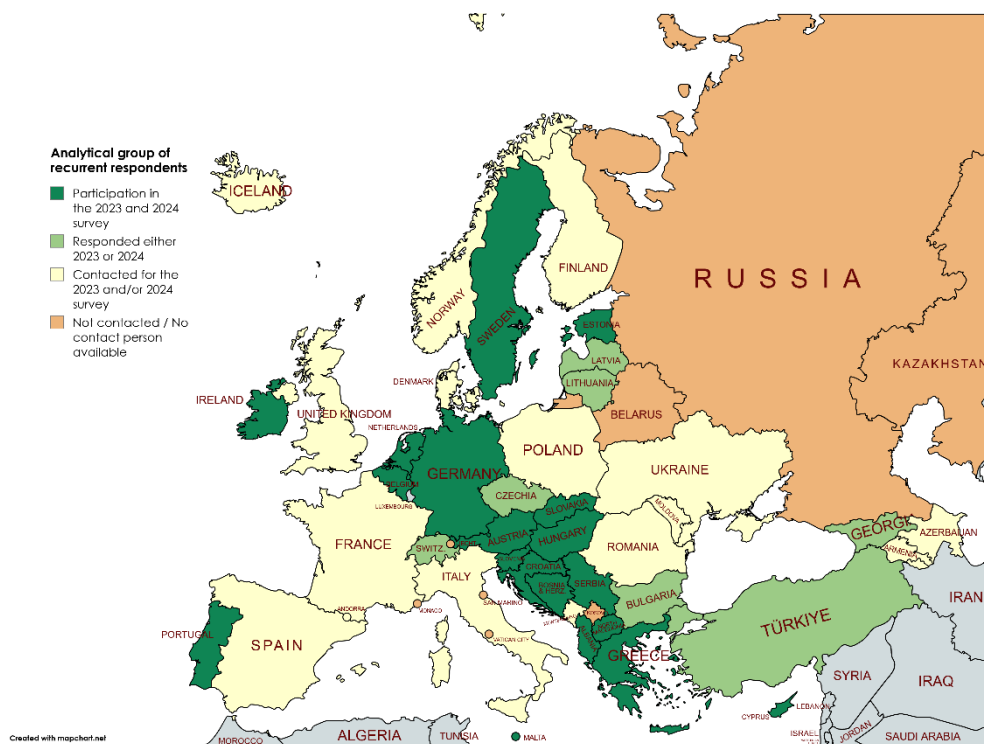 Analytical group of
recurrent respondents
Participation in
the 2023 and 2024
survey
Responded either
2023 or 2024
Contacted for the
2023 and/or 2024
survey
Not contacted / No
contact person
available
ICELAND
NORWAY
SWEDEN
FINLAND
RUSSIA
ESTONIA
LATVIA
LITHUANIA
KAZAKHSTAN
DENMARK
IRELAND
UNITED KINGDOM
NETHERLANDS
BELARUS
POLAND
GERMANY
BELGIUM
UKRAINE
LUXEMBOURG
CZECHIA
SLOVAKIA
MOLDOVA
FRANCE
SWITZ.
AUSTRIA
HUNGARY
ROMANIA
GEORGI
AZERBAIJAN
ARMENIA
ITALY
CROATIA
BOSNIA
& HERZ.
SERBIA
SAN MARINO
MONACO
ANDORRA
BULGARIA
IRAN
PORTUGAL
SPAIN
VATICAN CITY
ALBANIA
TÜRKİYE
GREECE
SYRIA
IRAQ
CYPRUS
LEBANON
ISRAEL
JORDAN
SAUDI ARABIA
MOROCCO
ALGERIA
TUNISIA
MALTA
Created with mapchart.net